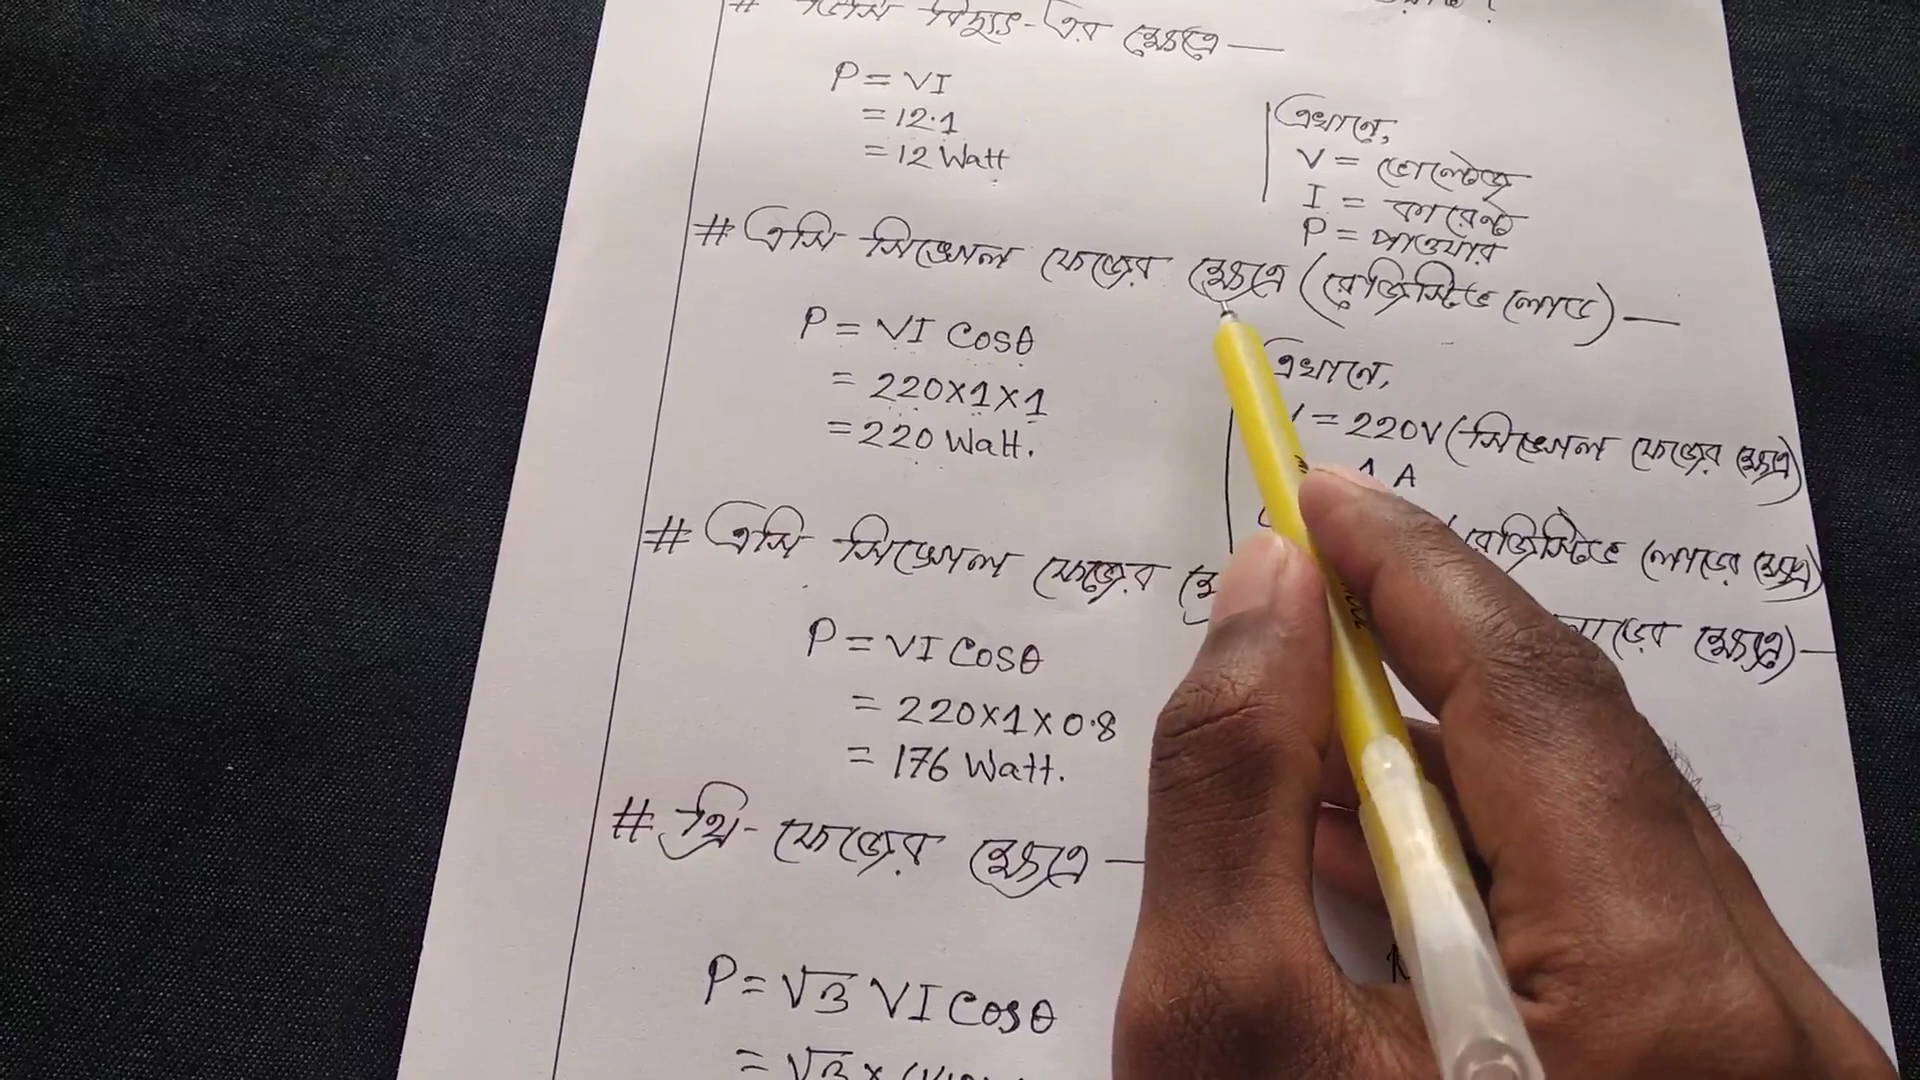 # বিদ্যুৎ-এর ক্ষেত্রে —
P = VI
= 12.1
= 12 Watt
এখানে,
V = ভোল্টেজ
I = কারেন্ট
P = পাওয়ার
# এসি সিঙ্গেল ফেজের ক্ষেত্রে (রেজিস্টিভ লোড) —
P = VI Cosθ
= 220×1×1
= 220 Watt.
এখানে,
= 220V (সিঙ্গেল ফেজের ক্ষেত্রে)
1 A
রেজিস্টিভ লোডের ক্ষেত্রে)
# এসি সিঙ্গেল ফেজের ক্ষেত্রে) —
P = VI Cosθ
= 220×1×0.8
= 176 Watt.
# থ্রি-ফেজের ক্ষেত্রে —
P = √3 VI Cosθ
= √3 ×